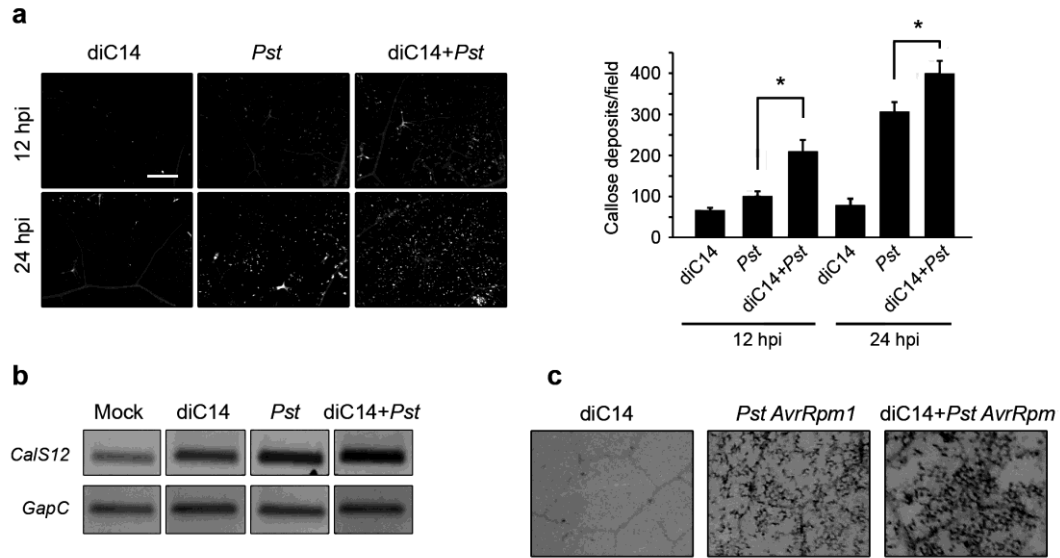 a
diC14 Pst diC14+Pst
12 hpi
24 hpi
Callose deposits/field
400
300
200
100
100
0
* *
diC14 Pst diC14+Pst diC14 Pst diC14+Pst
12 hpi 24 hpi
b
Mock diC14 Pst diC14+Pst
CalS12
GapC
c
diC14 Pst AvrRpm1 diC14+Pst AvrRpm